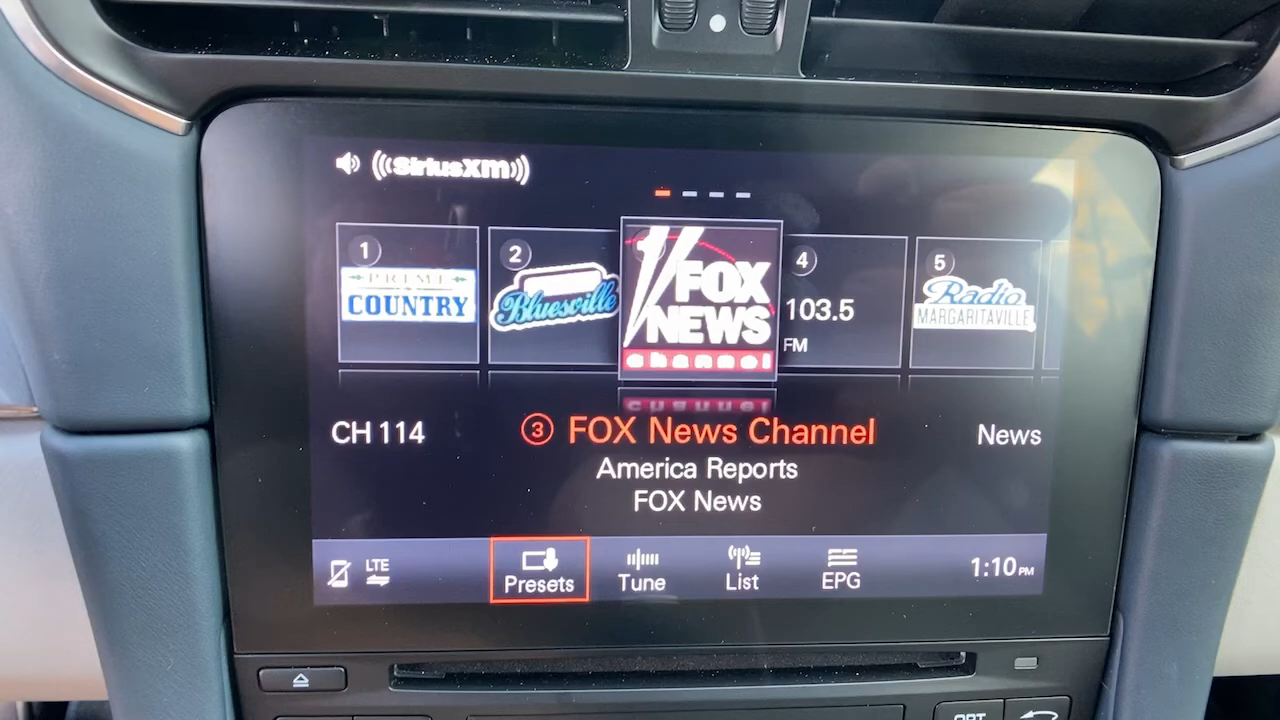 ((SiriusXM))
1
PRIME
COUNTRY
2
Bluesville
FOX
NEWS
channel
4
103.5
FM
5
Radio
MARGARITAVILLE
CH 114
③ FOX News Channel
News
America Reports
FOX News
LTE
Presets
Tune
List
EPG
1:10 PM
OPT